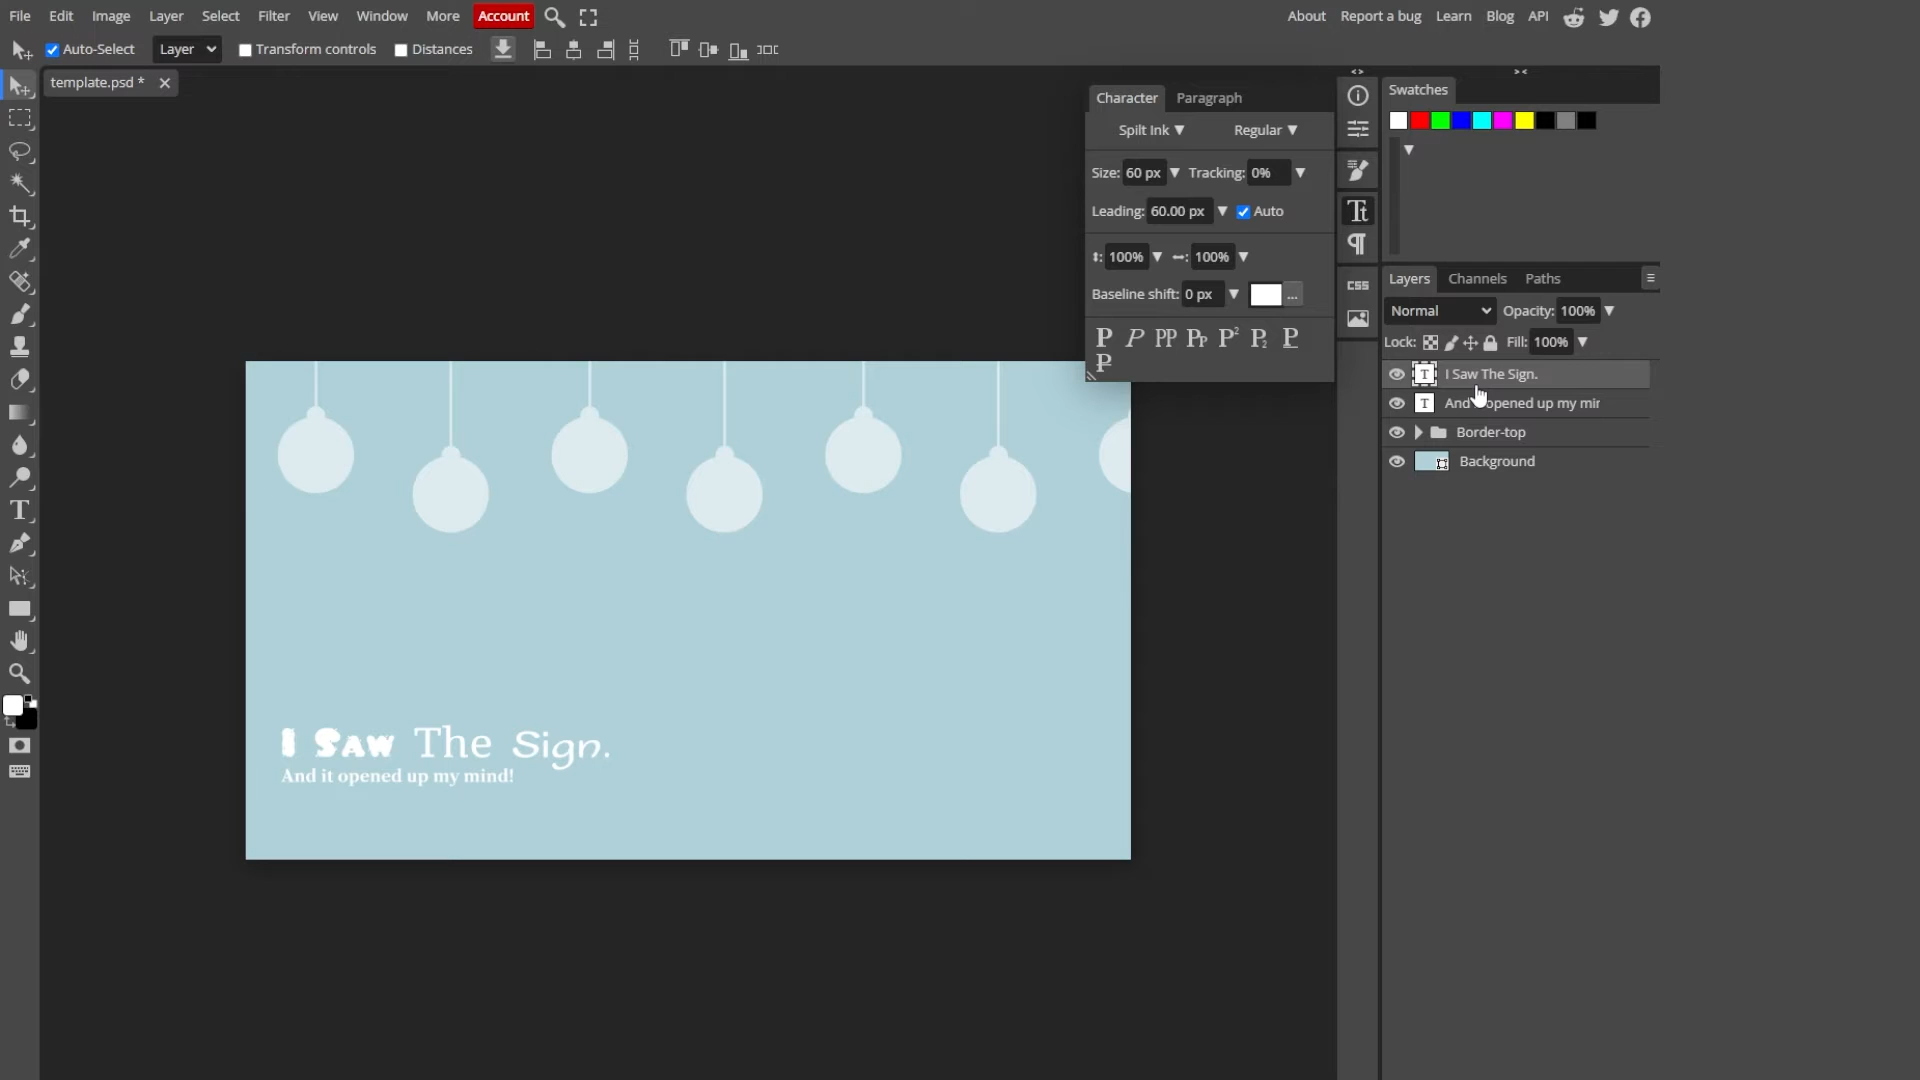 File Edit Image Layer Select Filter View Window More Account About Report a bug Learn Blog API
Auto-Select Layer Transform controls Distances
template.psd *
Character Paragraph
Spilt Ink Regular
Size: 60 px Tracking: 0%
Leading: 60.00 px Auto
100% 100%
Baseline shift: 0 px ...
CSS
Swatches
Layers Channels Paths
Normal Opacity: 100%
Lock: Fill: 100%
I Saw The Sign.
And opened up my mir
Border-top
Background
I Saw The Sign.
And it opened up my mind!